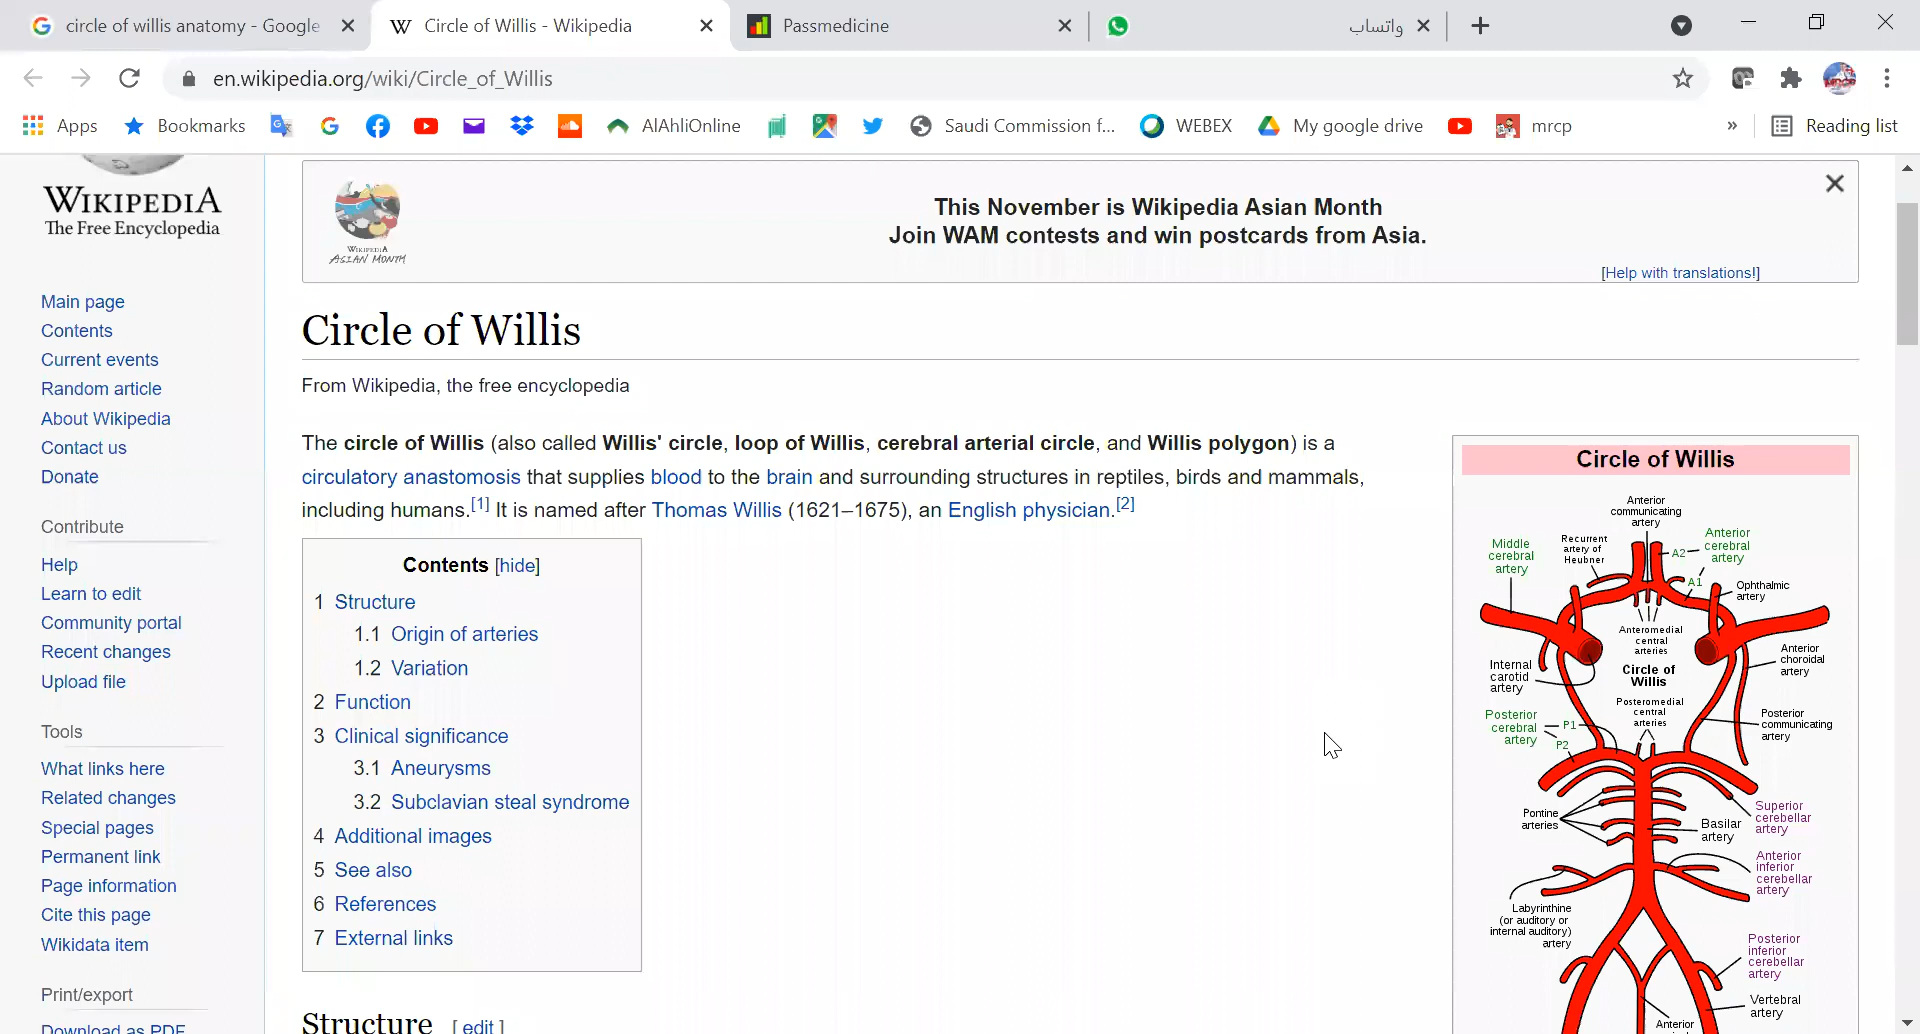 circle of willis anatomy - Google
Circle of Willis - Wikipedia
Passmedicine
واتساب
en.wikipedia.org/wiki/Circle_of_Willis
Apps
Bookmarks
AlAhliOnline
Saudi Commission f...
WEBEX
My google drive
mrcp
»
Reading list
WIKIPEDIA
The Free Encyclopedia
Main page
Contents
Current events
Random article
About Wikipedia
Contact us
Donate
Contribute
Help
Learn to edit
Community portal
Recent changes
Upload file
Tools
What links here
Related changes
Special pages
Permanent link
Page information
Cite this page
Wikidata item
Print/export
Download as PDF
WIKIPEDIA
ASIAN MONTH
This November is Wikipedia Asian Month
Join WAM contests and win postcards from Asia.
[Help with translations!]
Circle of Willis
From Wikipedia, the free encyclopedia
The circle of Willis (also called Willis' circle, loop of Willis, cerebral arterial circle, and Willis polygon) is a
circulatory anastomosis that supplies blood to the brain and surrounding structures in reptiles, birds and mammals,
including humans.[1] It is named after Thomas Willis (1621–1675), an English physician.[2]
Contents [hide]
1 Structure
1.1 Origin of arteries
1.2 Variation
2 Function
3 Clinical significance
3.1 Aneurysms
3.2 Subclavian steal syndrome
4 Additional images
5 See also
6 References
7 External links
Structure [ edit ]
Circle of Willis
Anterior
communicating
artery
Middle
cerebral
artery
Recurrent
artery of
Heubner
A2
Anterior
cerebral
artery
A1
Ophthalmic
artery
Anteromedial
central
arteries
Internal
carotid
artery
Circle of
Willis
Anterior
choroidal
artery
Posteromedial
central
arteries
Posterior
cerebral
artery
P1
P2
Posterior
communicating
artery
Pontine
arteries
Basilar
artery
Superior
cerebellar
artery
Anterior
inferior
cerebellar
artery
Labyrinthine
(or auditory or
internal auditory)
artery
Posterior
inferior
cerebellar
artery
Vertebral
artery
Anterior